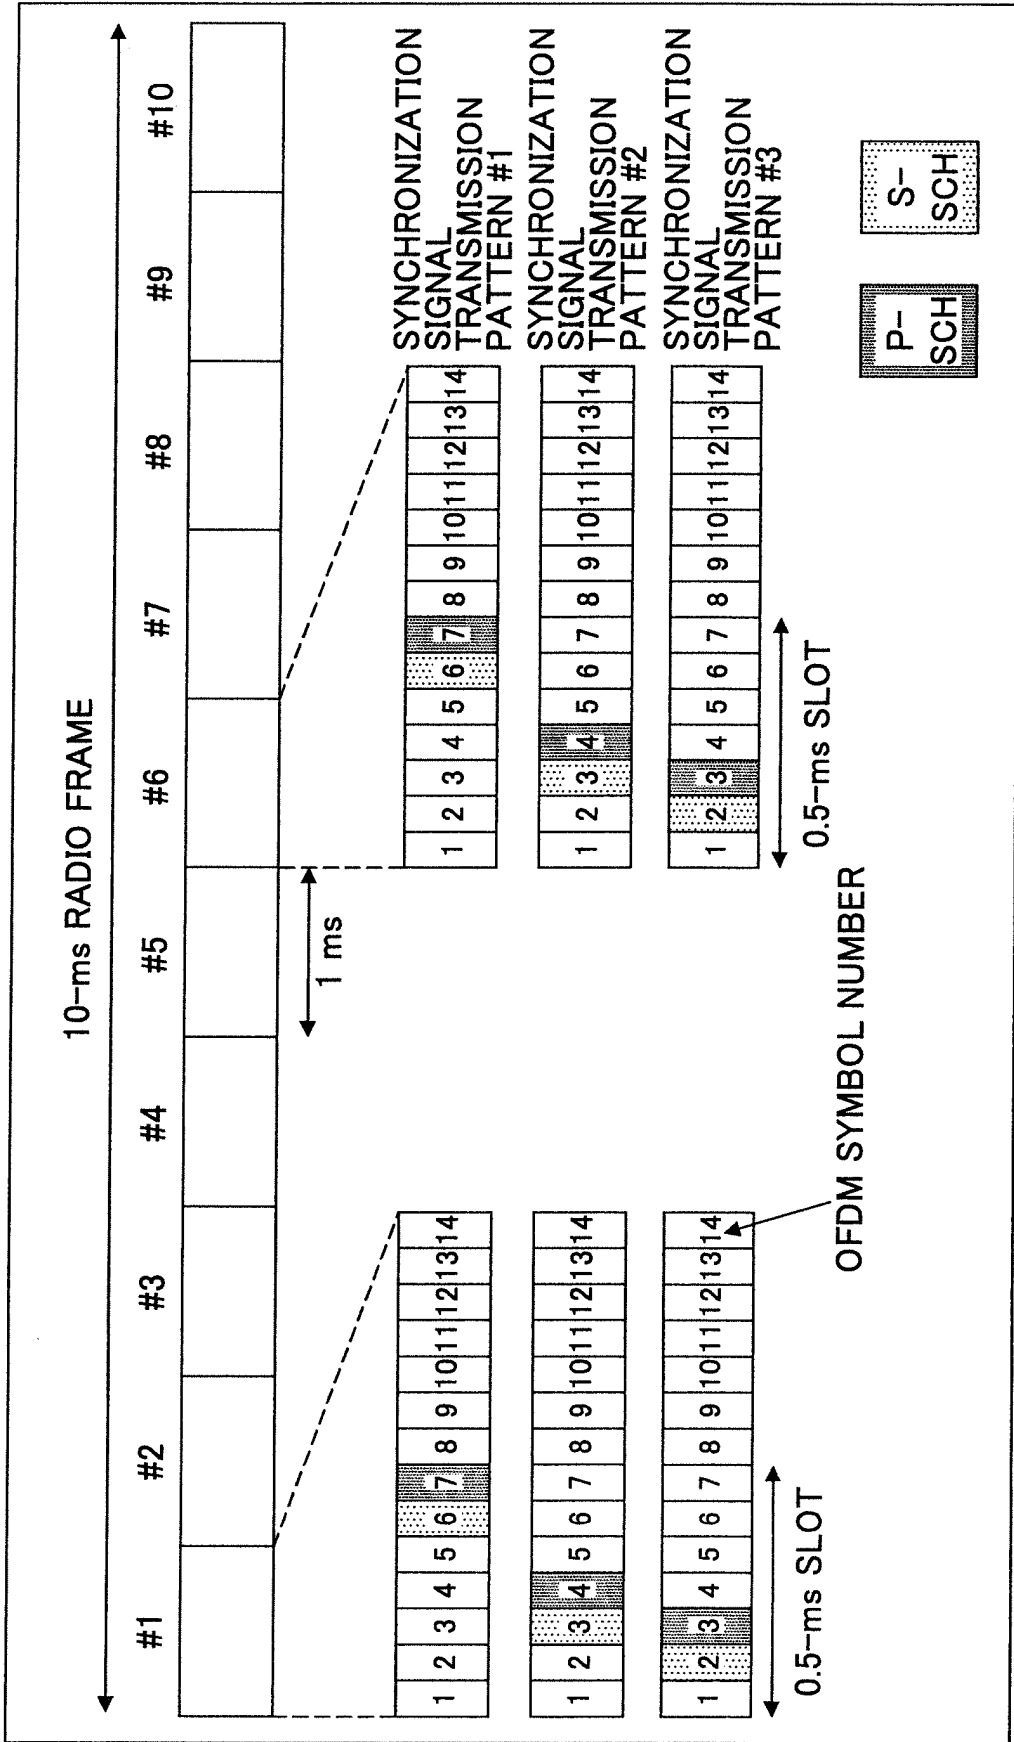 10-ms RADIO FRAME
#1 #2 #3 #4 #5 #6 #7 #8 #9 #10
1 ms
1 2 3 4 5 6 7 8 9 10 11 12 13 14
1 2 3 4 5 6 7 8 9 10 11 12 13 14
SYNCHRONIZATION
SIGNAL
TRANSMISSION
PATTERN #1
1 2 3 4 5 6 7 8 9 10 11 12 13 14
1 2 3 4 5 6 7 8 9 10 11 12 13 14
SYNCHRONIZATION
SIGNAL
TRANSMISSION
PATTERN #2
1 2 3 4 5 6 7 8 9 10 11 12 13 14
1 2 3 4 5 6 7 8 9 10 11 12 13 14
SYNCHRONIZATION
SIGNAL
TRANSMISSION
PATTERN #3
0.5-ms SLOT
0.5-ms SLOT
OFDM SYMBOL NUMBER
P-
SCH
S-
SCH